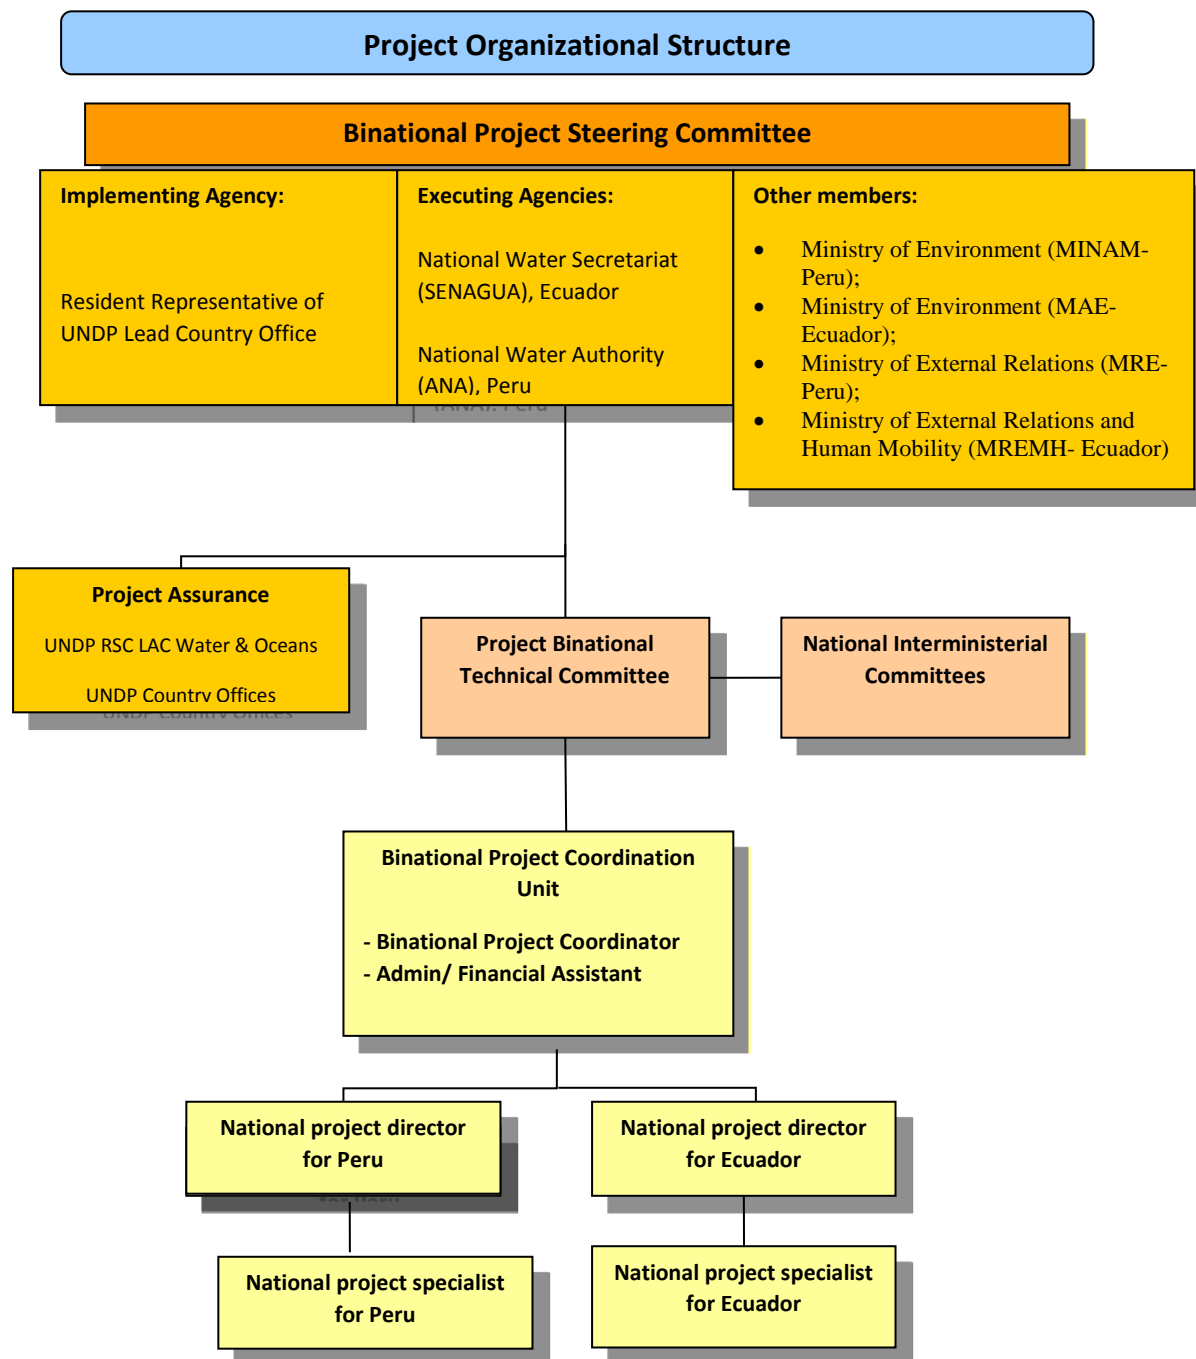 Project Organizational Structure
Binational Project Steering Committee
Implementing Agency:
Resident Representative of
UNDP Lead Country Office
Executing Agencies:
National Water Secretariat
(SENAGUA), Ecuador
National Water Authority
(ANA), Peru
Other members:
• Ministry of Environment (MINAM-
Peru);
• Ministry of Environment (MAE-
Ecuador);
• Ministry of External Relations (MRE-
Peru);
• Ministry of External Relations and
Human Mobility (MREMH- Ecuador)
Project Assurance
UNDP RSC LAC Water & Oceans
UNDP Country Offices
Project Binational
Technical Committee
National Interministerial
Committees
Binational Project Coordination
Unit
- Binational Project Coordinator
- Admin/ Financial Assistant
National project director
for Peru
National project director
for Ecuador
National project specialist
for Peru
National project specialist
for Ecuador